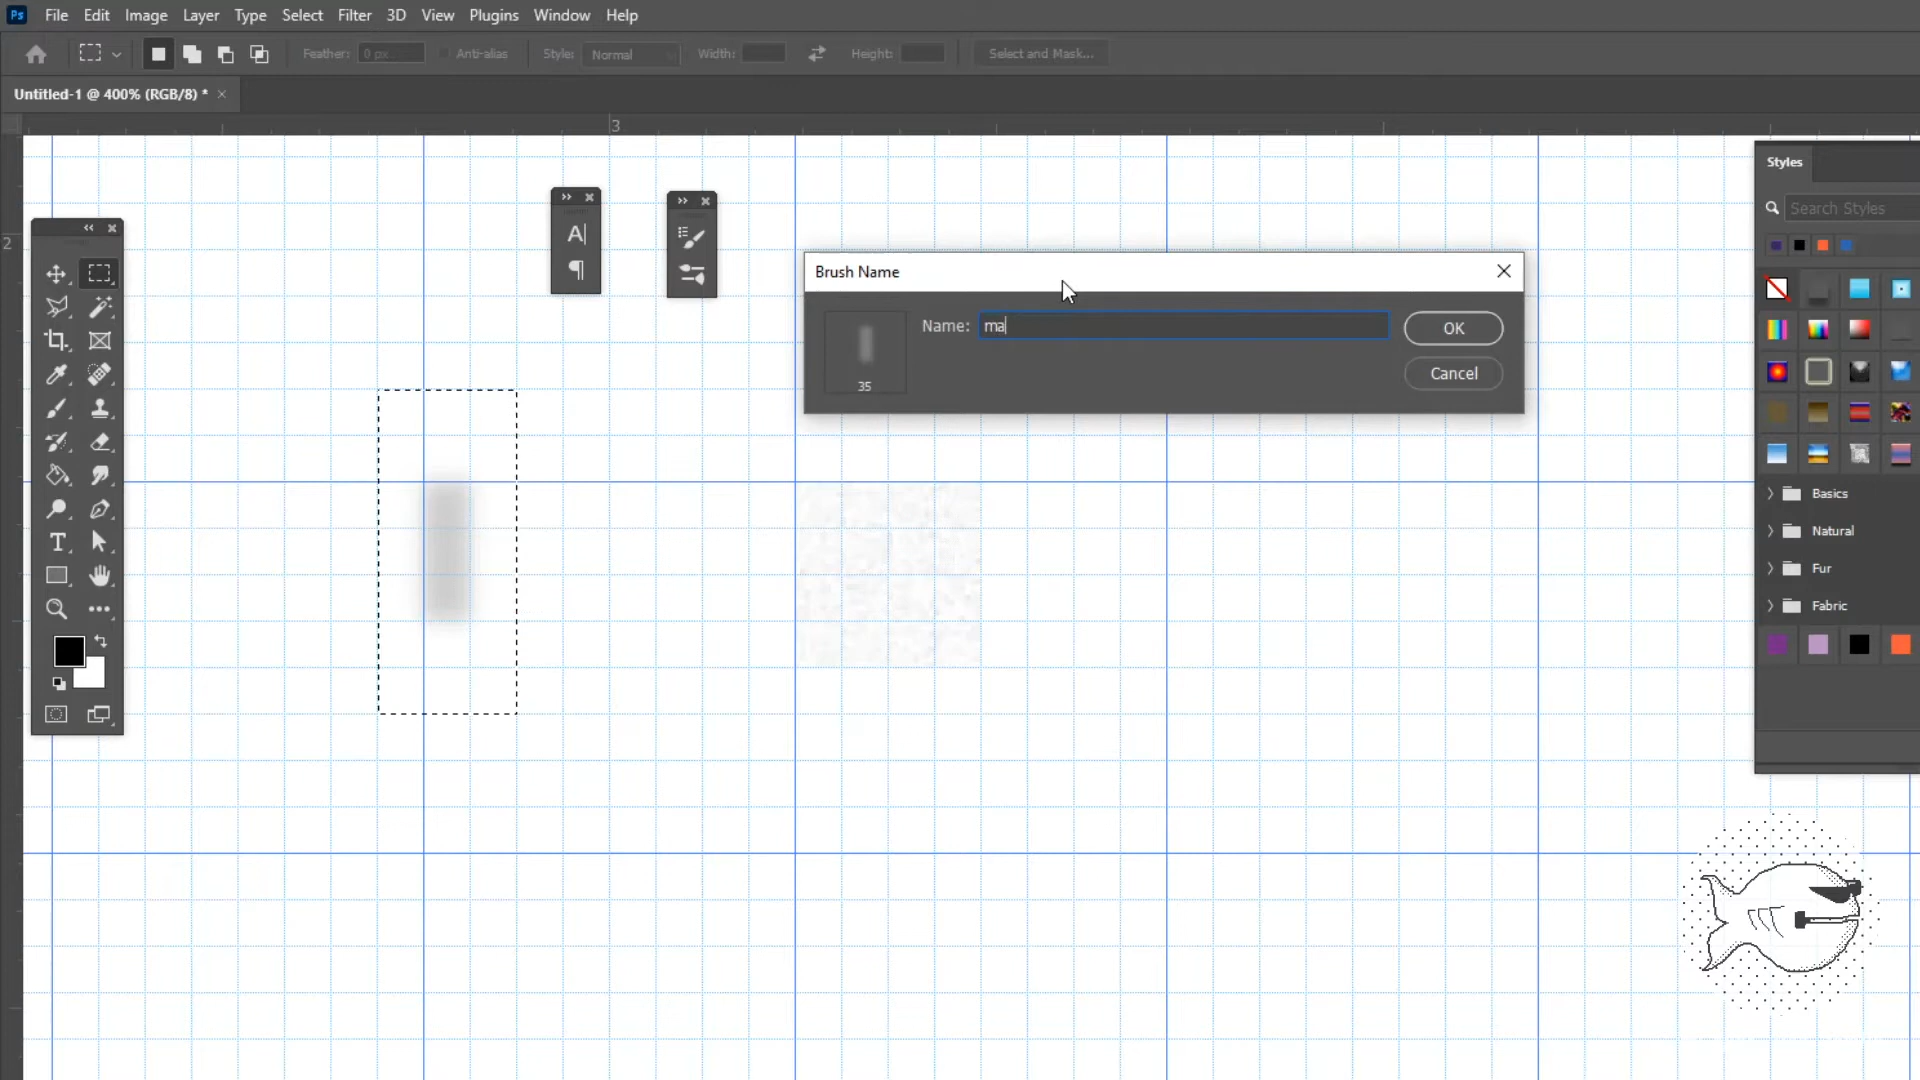 Ps File Edit Image Layer Type Select Filter 3D View Plugins Window Help
Feather: 0 px Anti-alias Style: Normal Width: Height: Select and Mask...
Untitled-1 @ 400% (RGB/8) *
3
2
Styles
Search Styles
Brush Name
Name: ma
OK
35
Cancel
Basics
Natural
Fur
Fabric